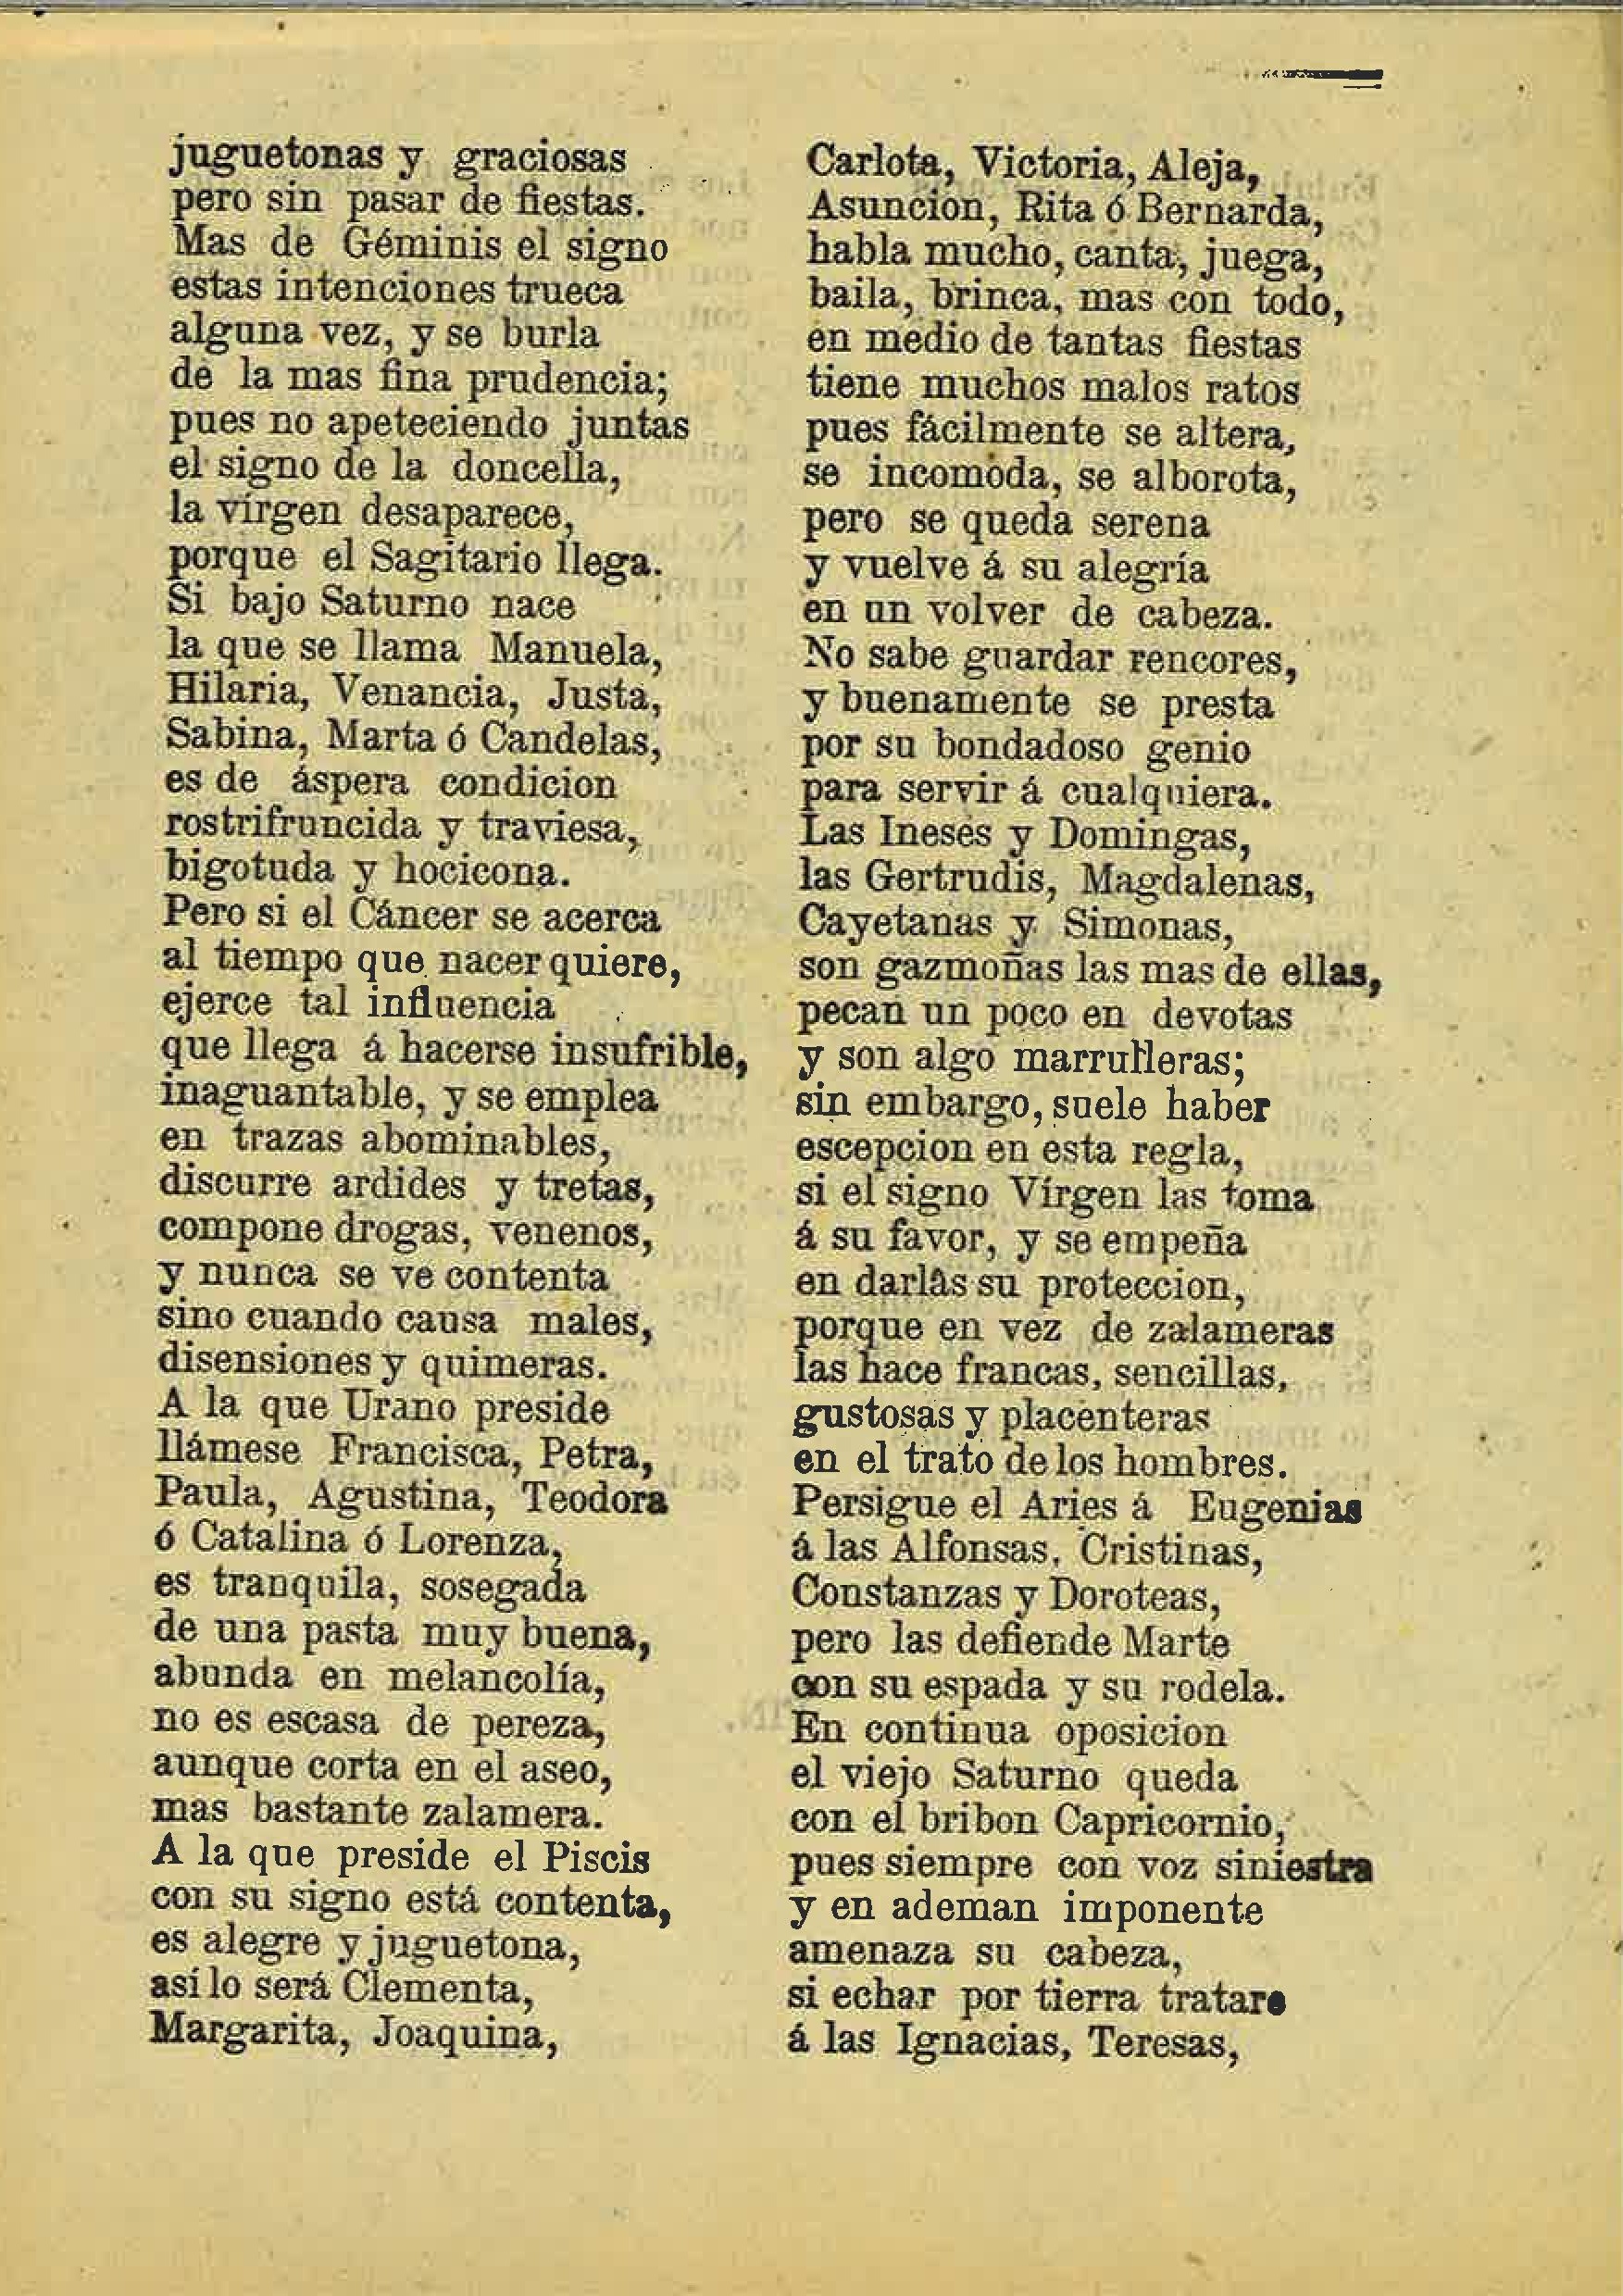 juguetonas y graciosas
pero sin pasar de fiestas.
Mas de Géminis el signo
estas intenciones trueca
alguna vez, y se burla
de la mas fina prudencia;
pues no apeteciendo juntas
el signo de la doncella,
la vírgen desaparece,
porque el Sagitario llega.
Si bajo Saturno nace
la que se llama Manuela,
Hilaria, Venancia, Justa,
Sabina, Marta ó Candelas,
es de áspera condicion
rostrifruncida y traviesa,
bigotuda y hocicona.
Pero si el Cáncer se acerca
al tiempo que nacer quiere,
ejerce tal influencia
que llega á hacerse insufrible,
inaguantable, y se emplea
en trazas abominables,
discurre ardides y tretas,
compone drogas, venenos,
y nunca se ve contenta
sino cuando causa males,
disensiones y quimeras.
A la que Urano preside
llámese Francisca, Petra,
Paula, Agustina, Teodora
ó Catalina ó Lorenza,
es tranquila, sosegada
de una pasta muy buena,
abunda en melancolía,
no es escasa de pereza,
aunque corta en el aseo,
mas bastante zalamera.
A la que preside el Piscis
con su signo está contenta,
es alegre y juguetona,
así lo será Clementa,
Margarita, Joaquina,
Carlota, Victoria, Aleja,
Asuncion, Rita ó Bernarda,
habla mucho, canta, juega,
baila, brinca, mas con todo,
en medio de tantas fiestas
tiene muchos malos ratos
pues fácilmente se altera,
se incomoda, se alborota,
pero se queda serena
y vuelve á su alegría
en un volver de cabeza.
No sabe guardar rencores,
y buenamente se presta
por su bondadoso genio
para servir á cualquiera.
Las Ineses y Domingas,
las Gertrudis, Magdalenas,
Cayetanas y Simonas,
son gazmoñas las mas de ellas,
pecan un poco en devotas
y son algo marrulleras;
sin embargo, suele haber
escepcion en esta regla,
si el signo Vírgen las toma
á su favor, y se empeña
en darlas su proteccion,
porque en vez de zalameras
las hace francas, sencillas,
gustosas y placenteras
en el trato de los hombres.
Persigue el Aries á Eugenias
á las Alfonsas, Cristinas,
Constanzas y Doroteas,
pero las defiende Marte
con su espada y su rodela.
En continua oposicion
el viejo Saturno queda
con el bribon Capricornio,
pues siempre con voz siniestra
y en ademan imponente
amenaza su cabeza,
si echar por tierra tratare
á las Ignacias, Teresas,